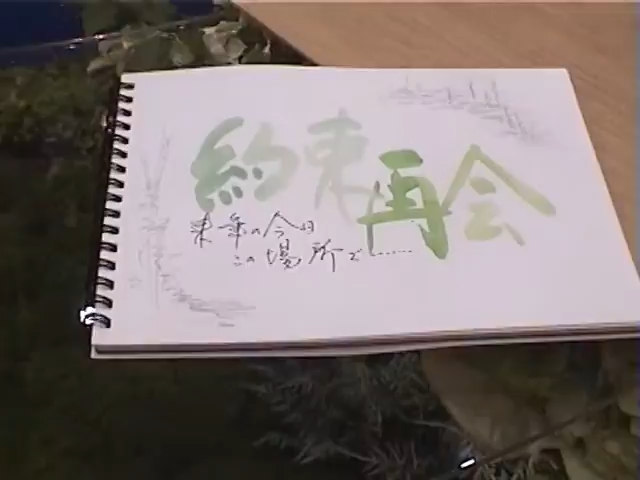 約束再会
来年の今日
この場所で……